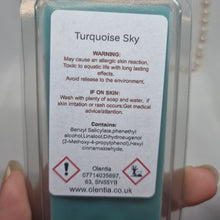 Turquoise Sky
WARNING:
May cause an allergic skin reaction,
Toxic to aquatic life with long lasting
effects.
Avoid release to the environment.
IF ON SKIN:
Wash with plenty of soap and water, if
skin irritation or rash occurs:Get medical
advice/attention.
Contains:
Benzyl Salicylate,phenethyl
alcohol,Linalool,Dihydroeugenol
(2-Methoxy-4-propylphenol),Hexyl
cinnamaldehyde.
Olentia
07714035697,
63, SN55YB
www.olentia.co.uk